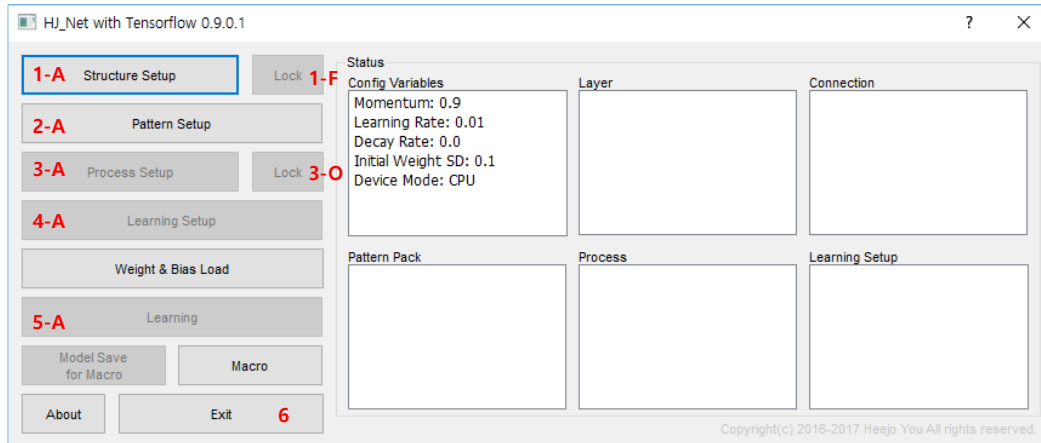 HJ_Net with Tensorflow 0.9.0.1
?
1-A Structure Setup
Lock 1-F
2-A Pattern Setup
3-A Process Setup
Lock 3-O
4-A Learning Setup
Weight & Bias Load
5-A Learning
Model Save
for Macro
Macro
About
Exit 6
Status
Config Variables
Momentum: 0.9
Learning Rate: 0.01
Decay Rate: 0.0
Initial Weight SD: 0.1
Device Mode: CPU
Layer
Connection
Pattern Pack
Process
Learning Setup
Copyright(c) 2016-2017 Heejo You All rights reserved.